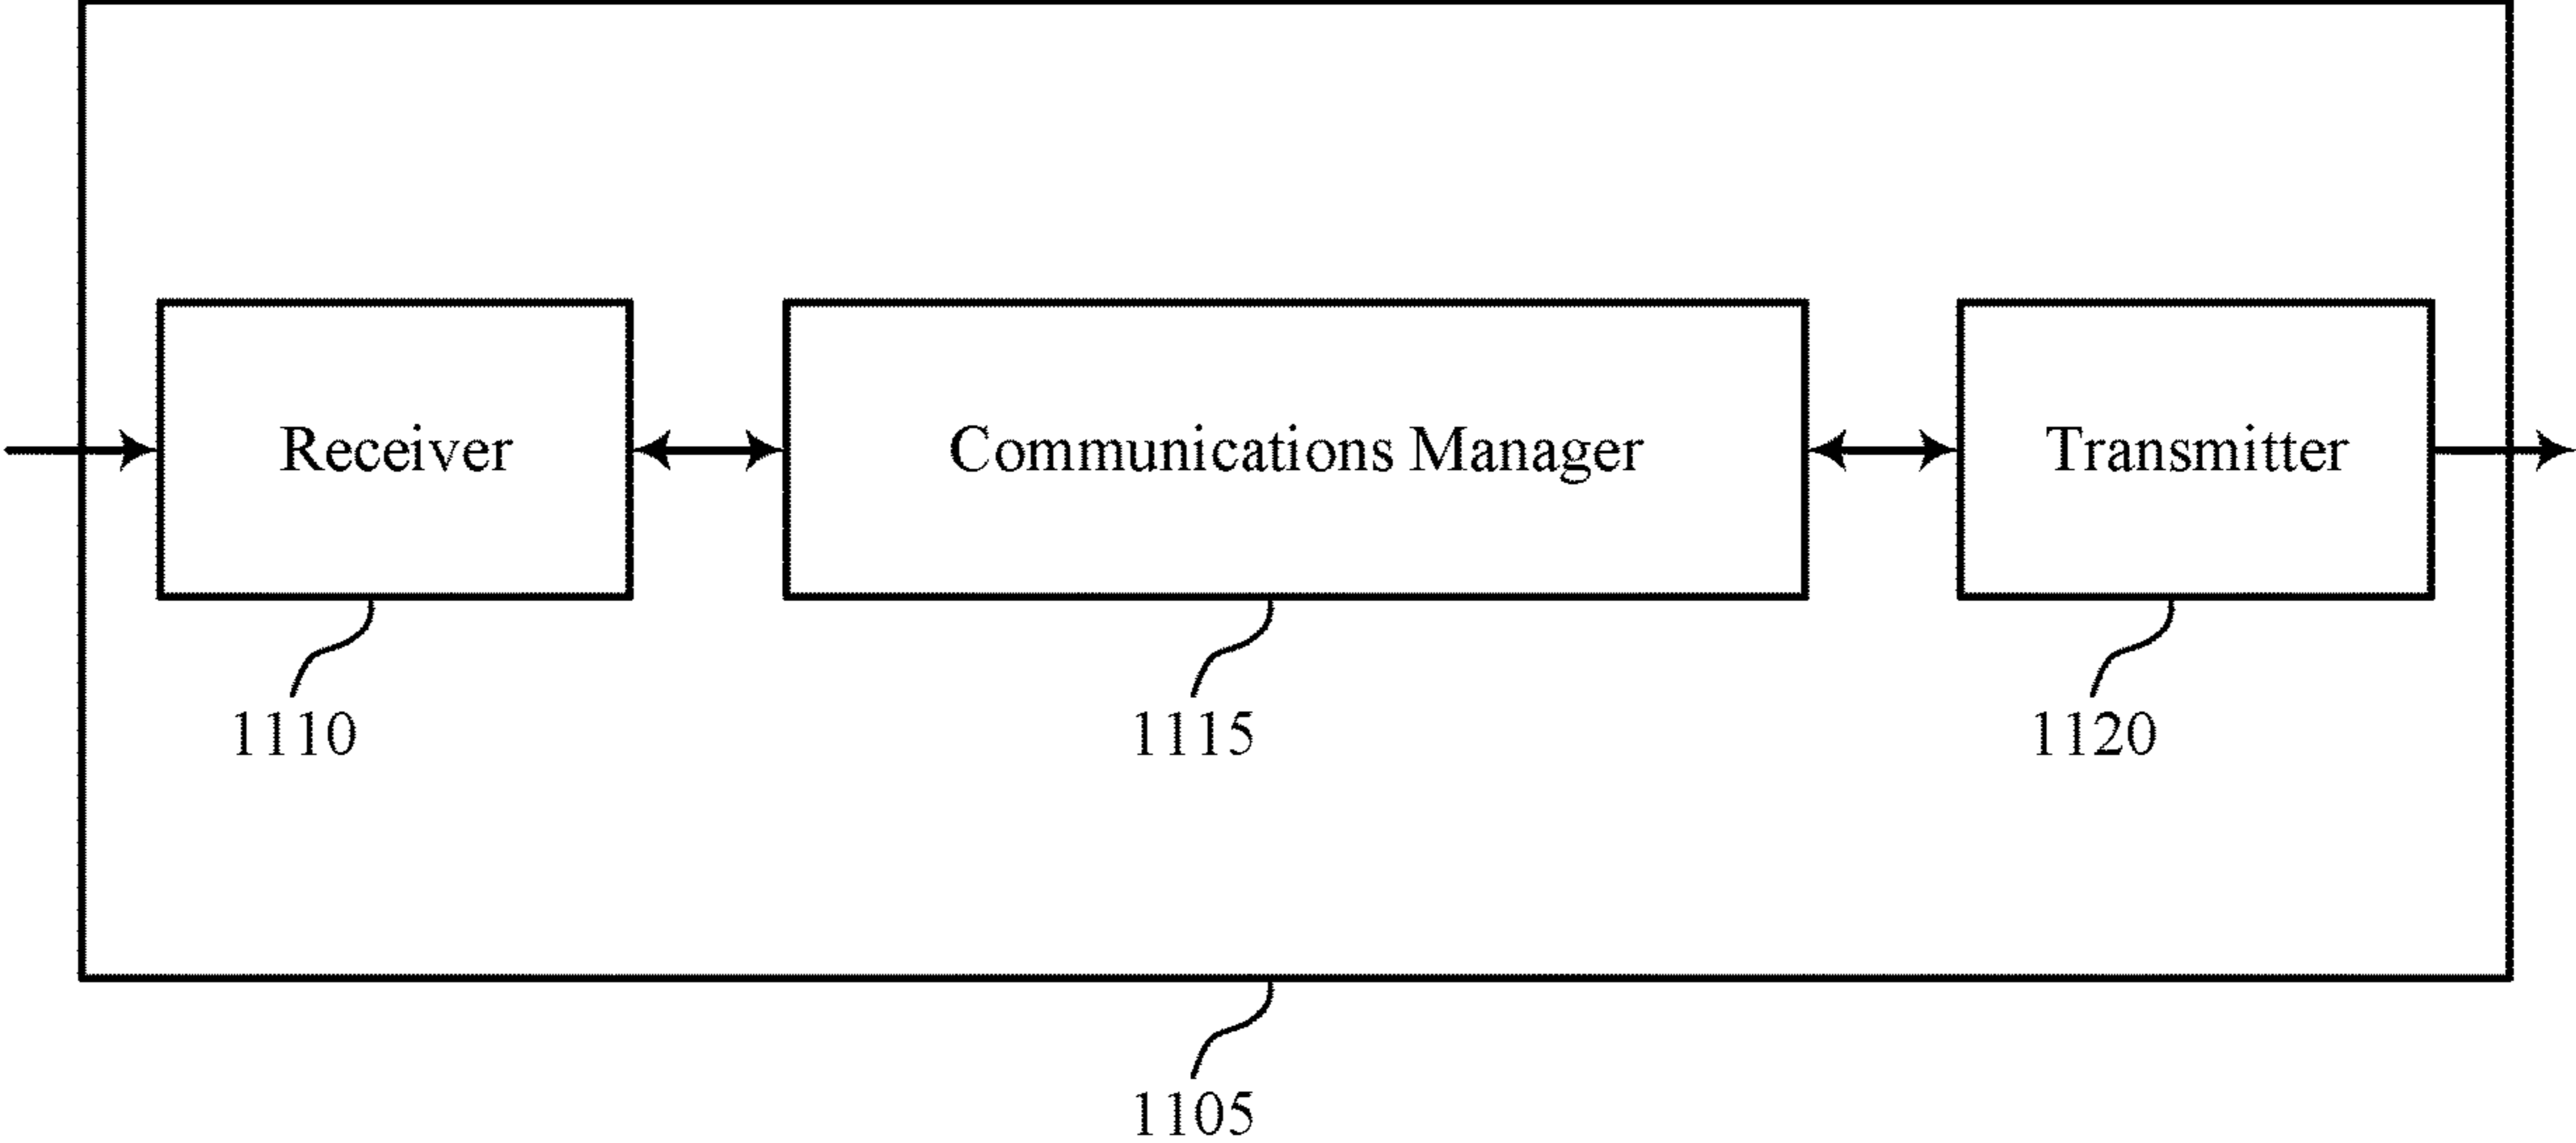 Receiver
Communications Manager
Transmitter
1110
1115
1120
1105